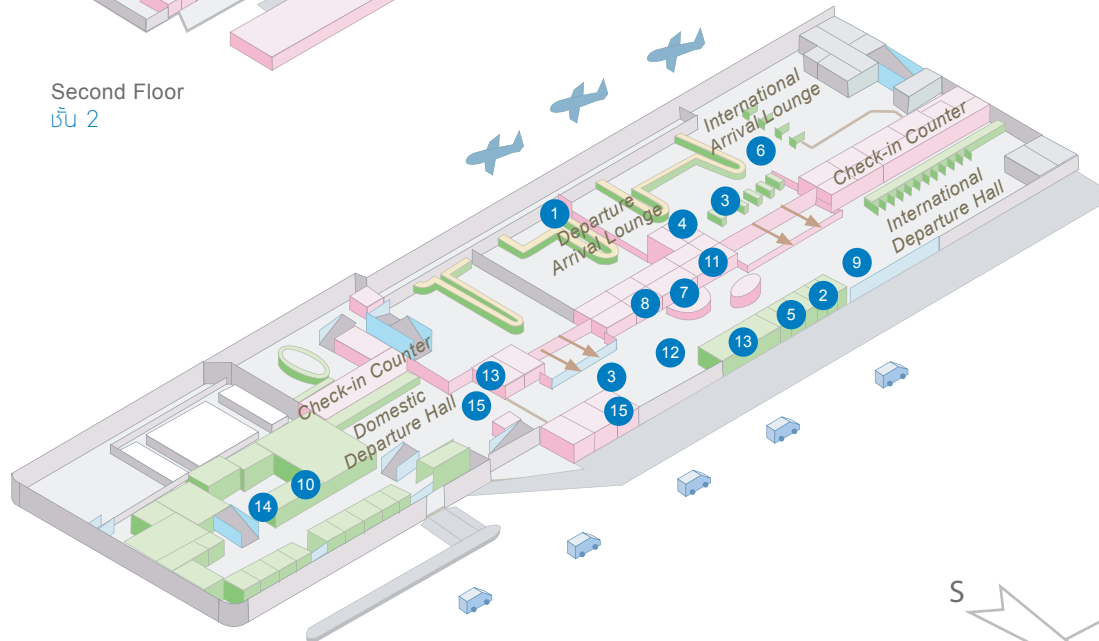 Second Floor
ชั้น 2
International
Arrival Lounge
6
Check-in Counter
3
1
Departure
Arrival Lounge
4
International
Departure Hall
11
9
7
8
2
5
13
12
Check-in Counter
13
3
15
15
Domestic
Departure Hall
10
14
S